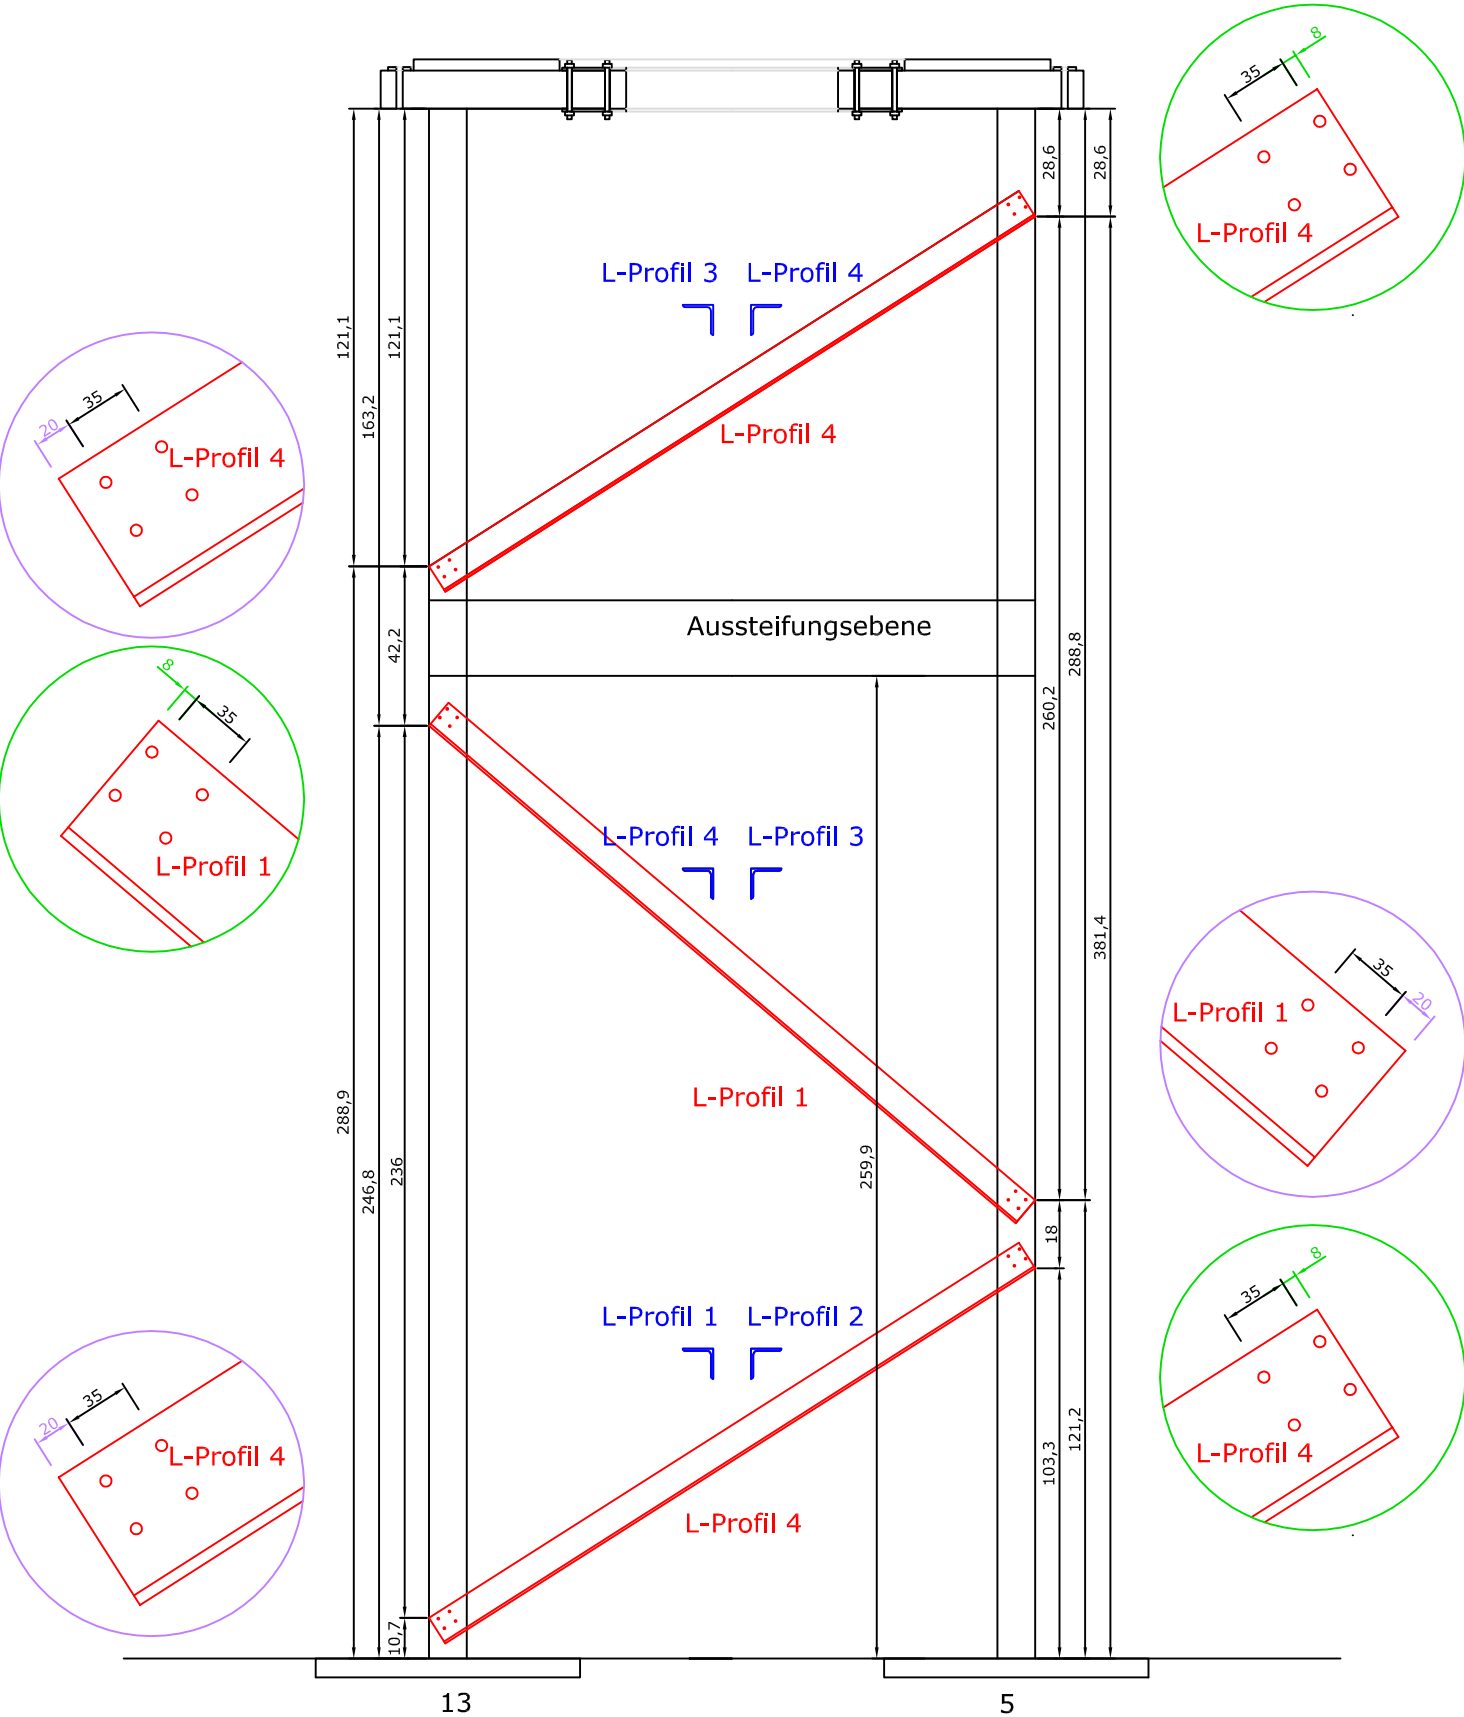 8
35
L-Profil 4
28,6
28,6
L-Profil 3
L-Profil 4
121,1
121,1
163,2
L-Profil 4
20
35
L-Profil 4
Aussteifungsebene
42,2
288,8
260,2
8
35
L-Profil 1
L-Profil 4
L-Profil 3
381,4
35
20
L-Profil 1
L-Profil 1
288,9
246,8
236
259,9
18
8
35
L-Profil 4
L-Profil 1
L-Profil 2
20
35
L-Profil 4
103,3
121,2
L-Profil 4
10,7
13
5